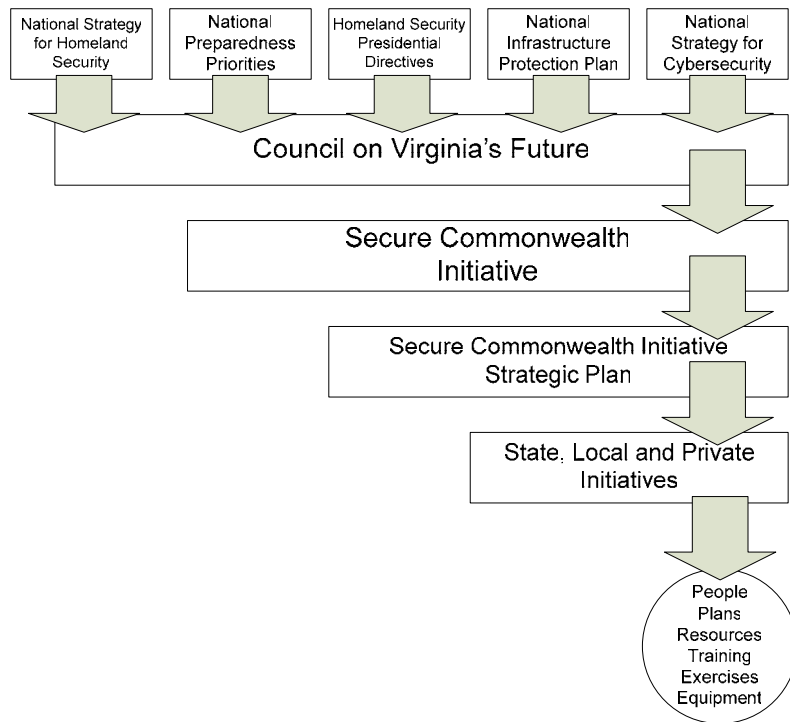 National Strategy
for Homeland
Security
National
Preparedness
Priorities
Homeland Security
Presidential
Directives
National
Infrastructure
Protection Plan
National
Strategy for
Cybersecurity
Council on Virginia's Future
Secure Commonwealth
Initiative
Secure Commonwealth Initiative
Strategic Plan
State, Local and Private
Initiatives
People
Plans
Resources
Training
Exercises
Equipment